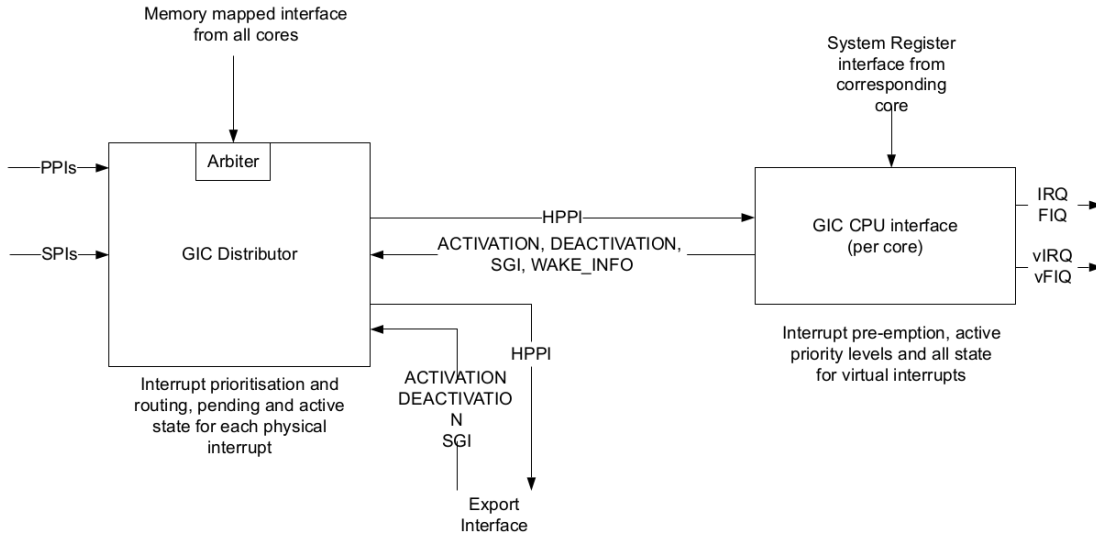 Memory mapped interface
from all cores
System Register
interface from
corresponding
core
Arbiter
PPIs
SPIs
GIC Distributor
HPPI
ACTIVATION, DEACTIVATION,
SGI, WAKE_INFO
GIC CPU interface
(per core)
IRQ
FIQ
vIRQ
vFIQ
Interrupt pre-emption, active
priority levels and all state
for virtual interrupts
HPPI
ACTIVATION
DEACTIVATIO
N
SGI
Interrupt prioritisation and
routing, pending and active
state for each physical
interrupt
Export
Interface